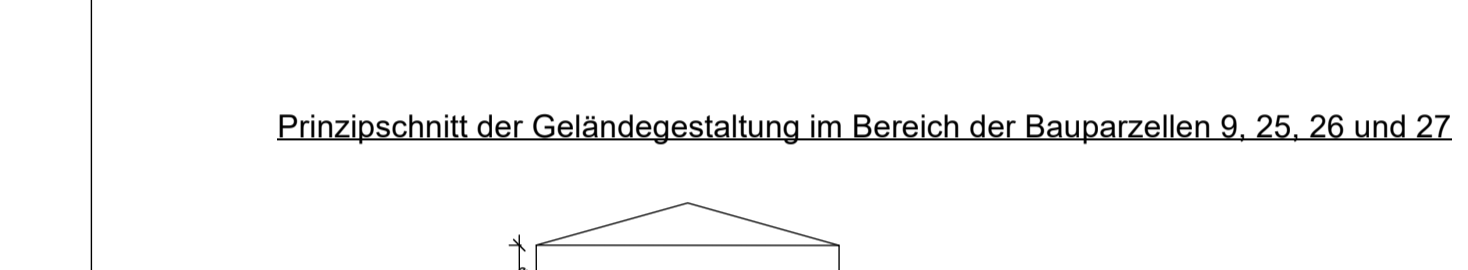 Prinzipschnitt der Geländegestaltung im Bereich der Bauparzellen 9, 25, 26 und 27